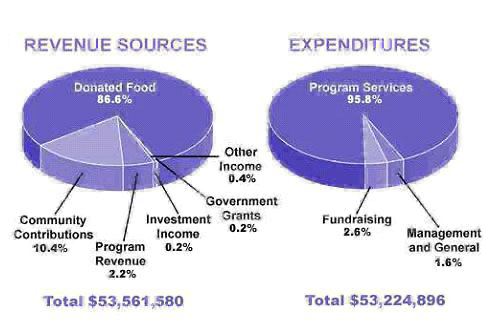 REVENUE SOURCES
Donated Food
86.6%
Other
Income
0.4%
Government
Grants
0.2%
Investment
Income
0.2%
Program
Revenue
2.2%
Community
Contributions
10.4%
Total $53,561,580
EXPENDITURES
Program Services
95.8%
Fundraising
2.6%
Management
and General
1.6%
Total $53,224,896